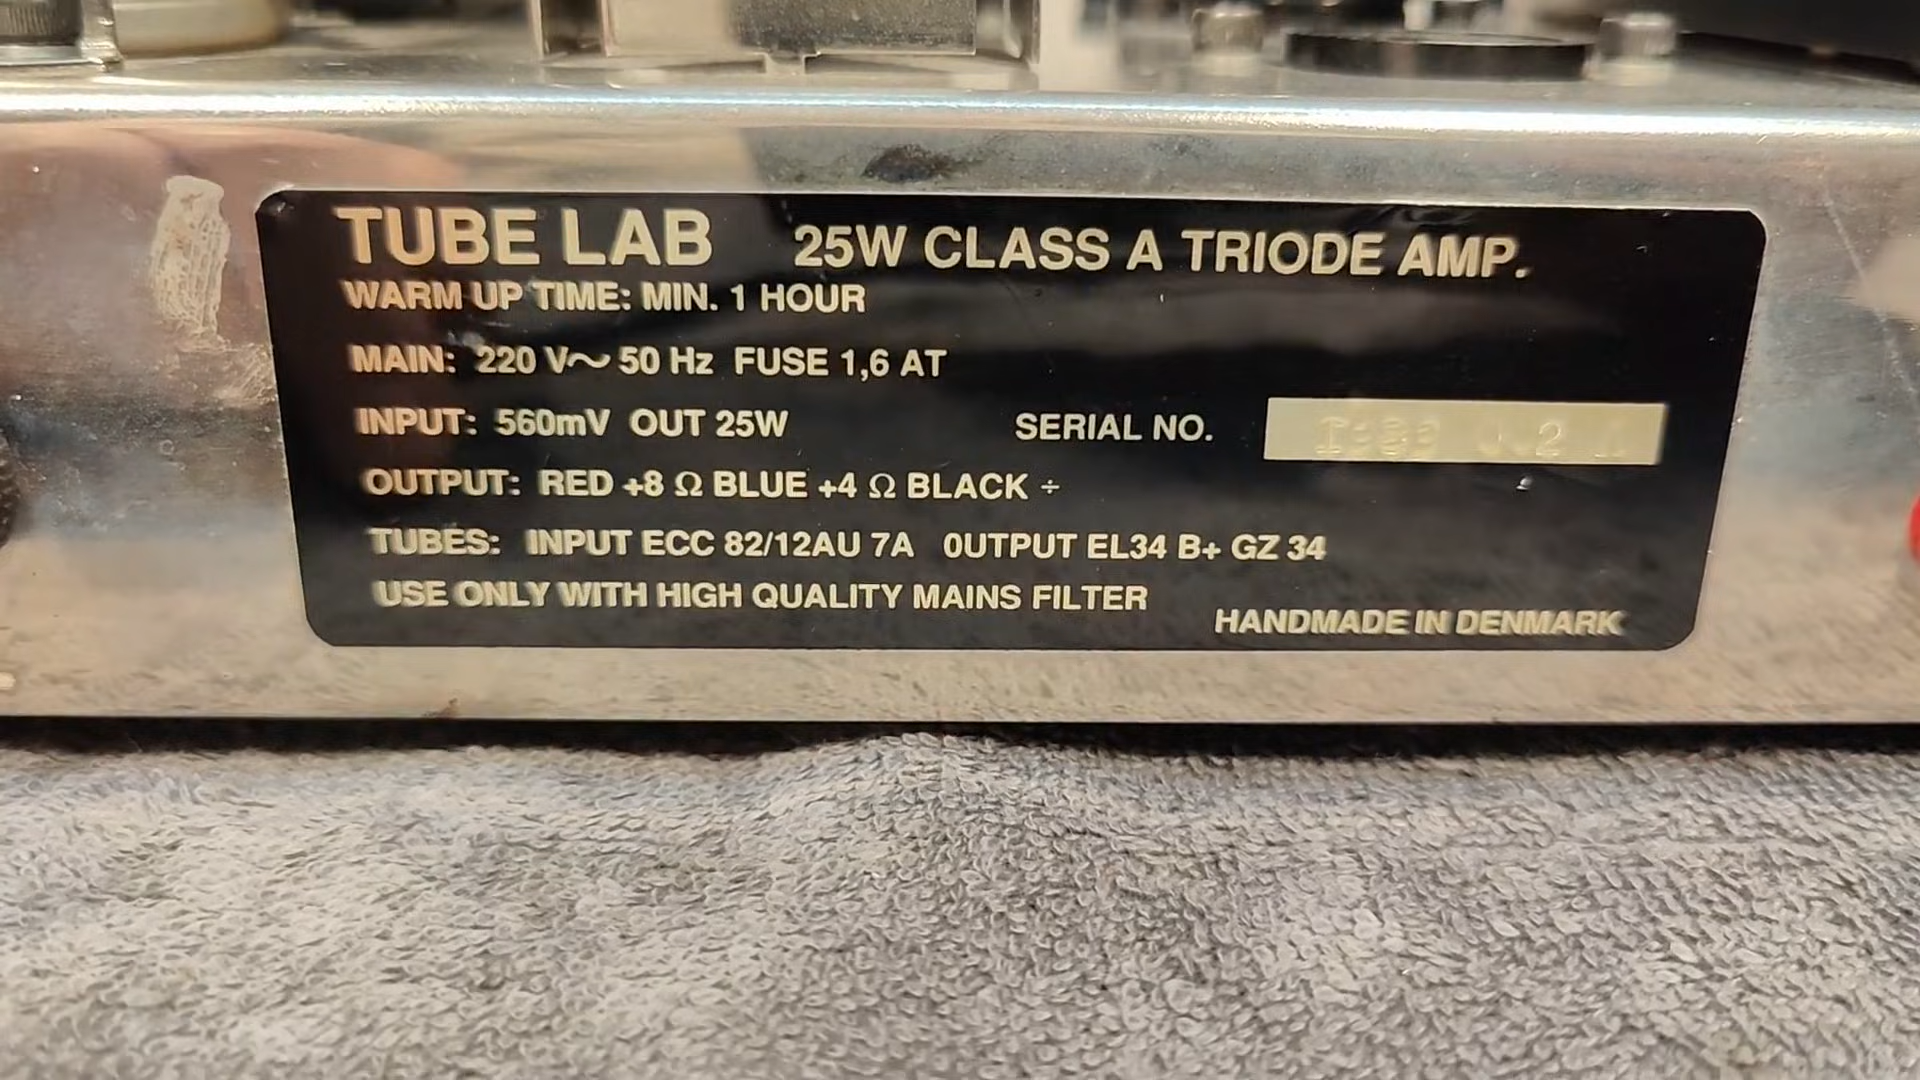 TUBE LAB 25W CLASS A TRIODE AMP.
WARM UP TIME: MIN. 1 HOUR
MAIN: 220 V~ 50 Hz FUSE 1,6 AT
INPUT: 560mV OUT 25W SERIAL NO.
OUTPUT: RED +8 Ω BLUE +4 Ω BLACK ÷
TUBES: INPUT ECC 82/12AU 7A 0UTPUT EL34 B+ GZ 34
USE ONLY WITH HIGH QUALITY MAINS FILTER
HANDMADE IN DENMARK